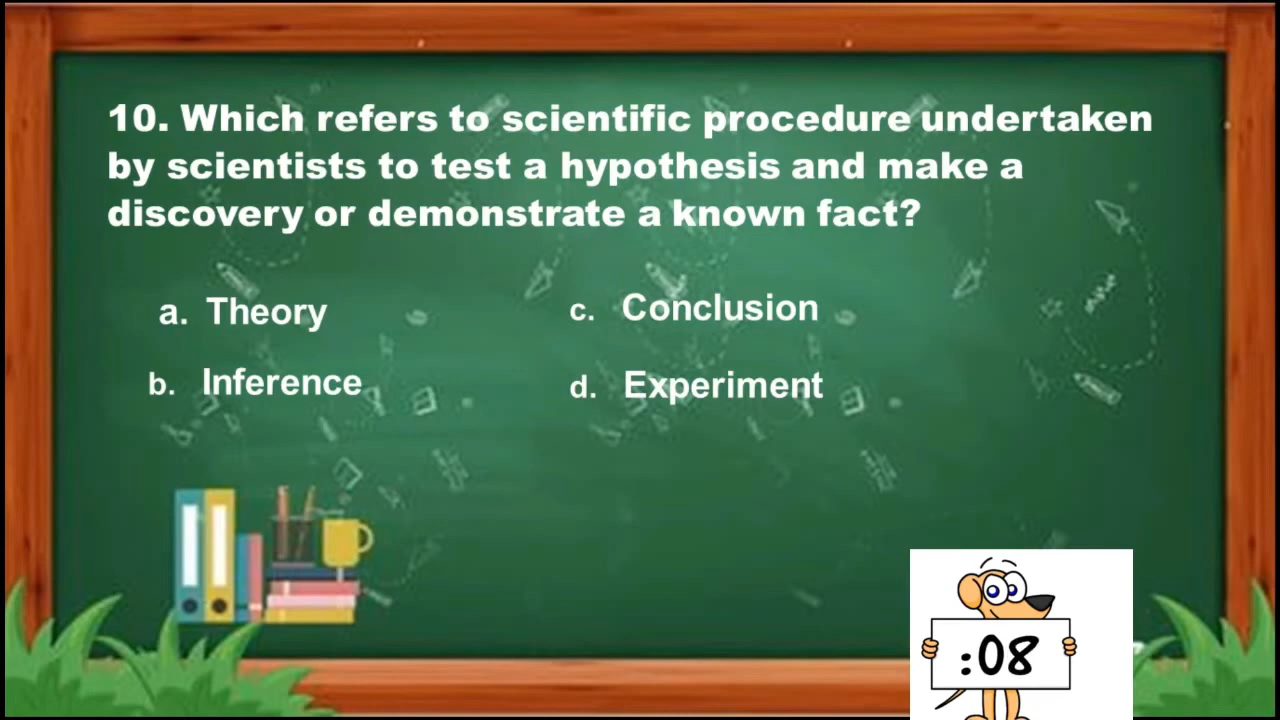 10. Which refers to scientific procedure undertaken
by scientists to test a hypothesis and make a
discovery or demonstrate a known fact?
a. Theory
b. Inference
c. Conclusion
d. Experiment
:08